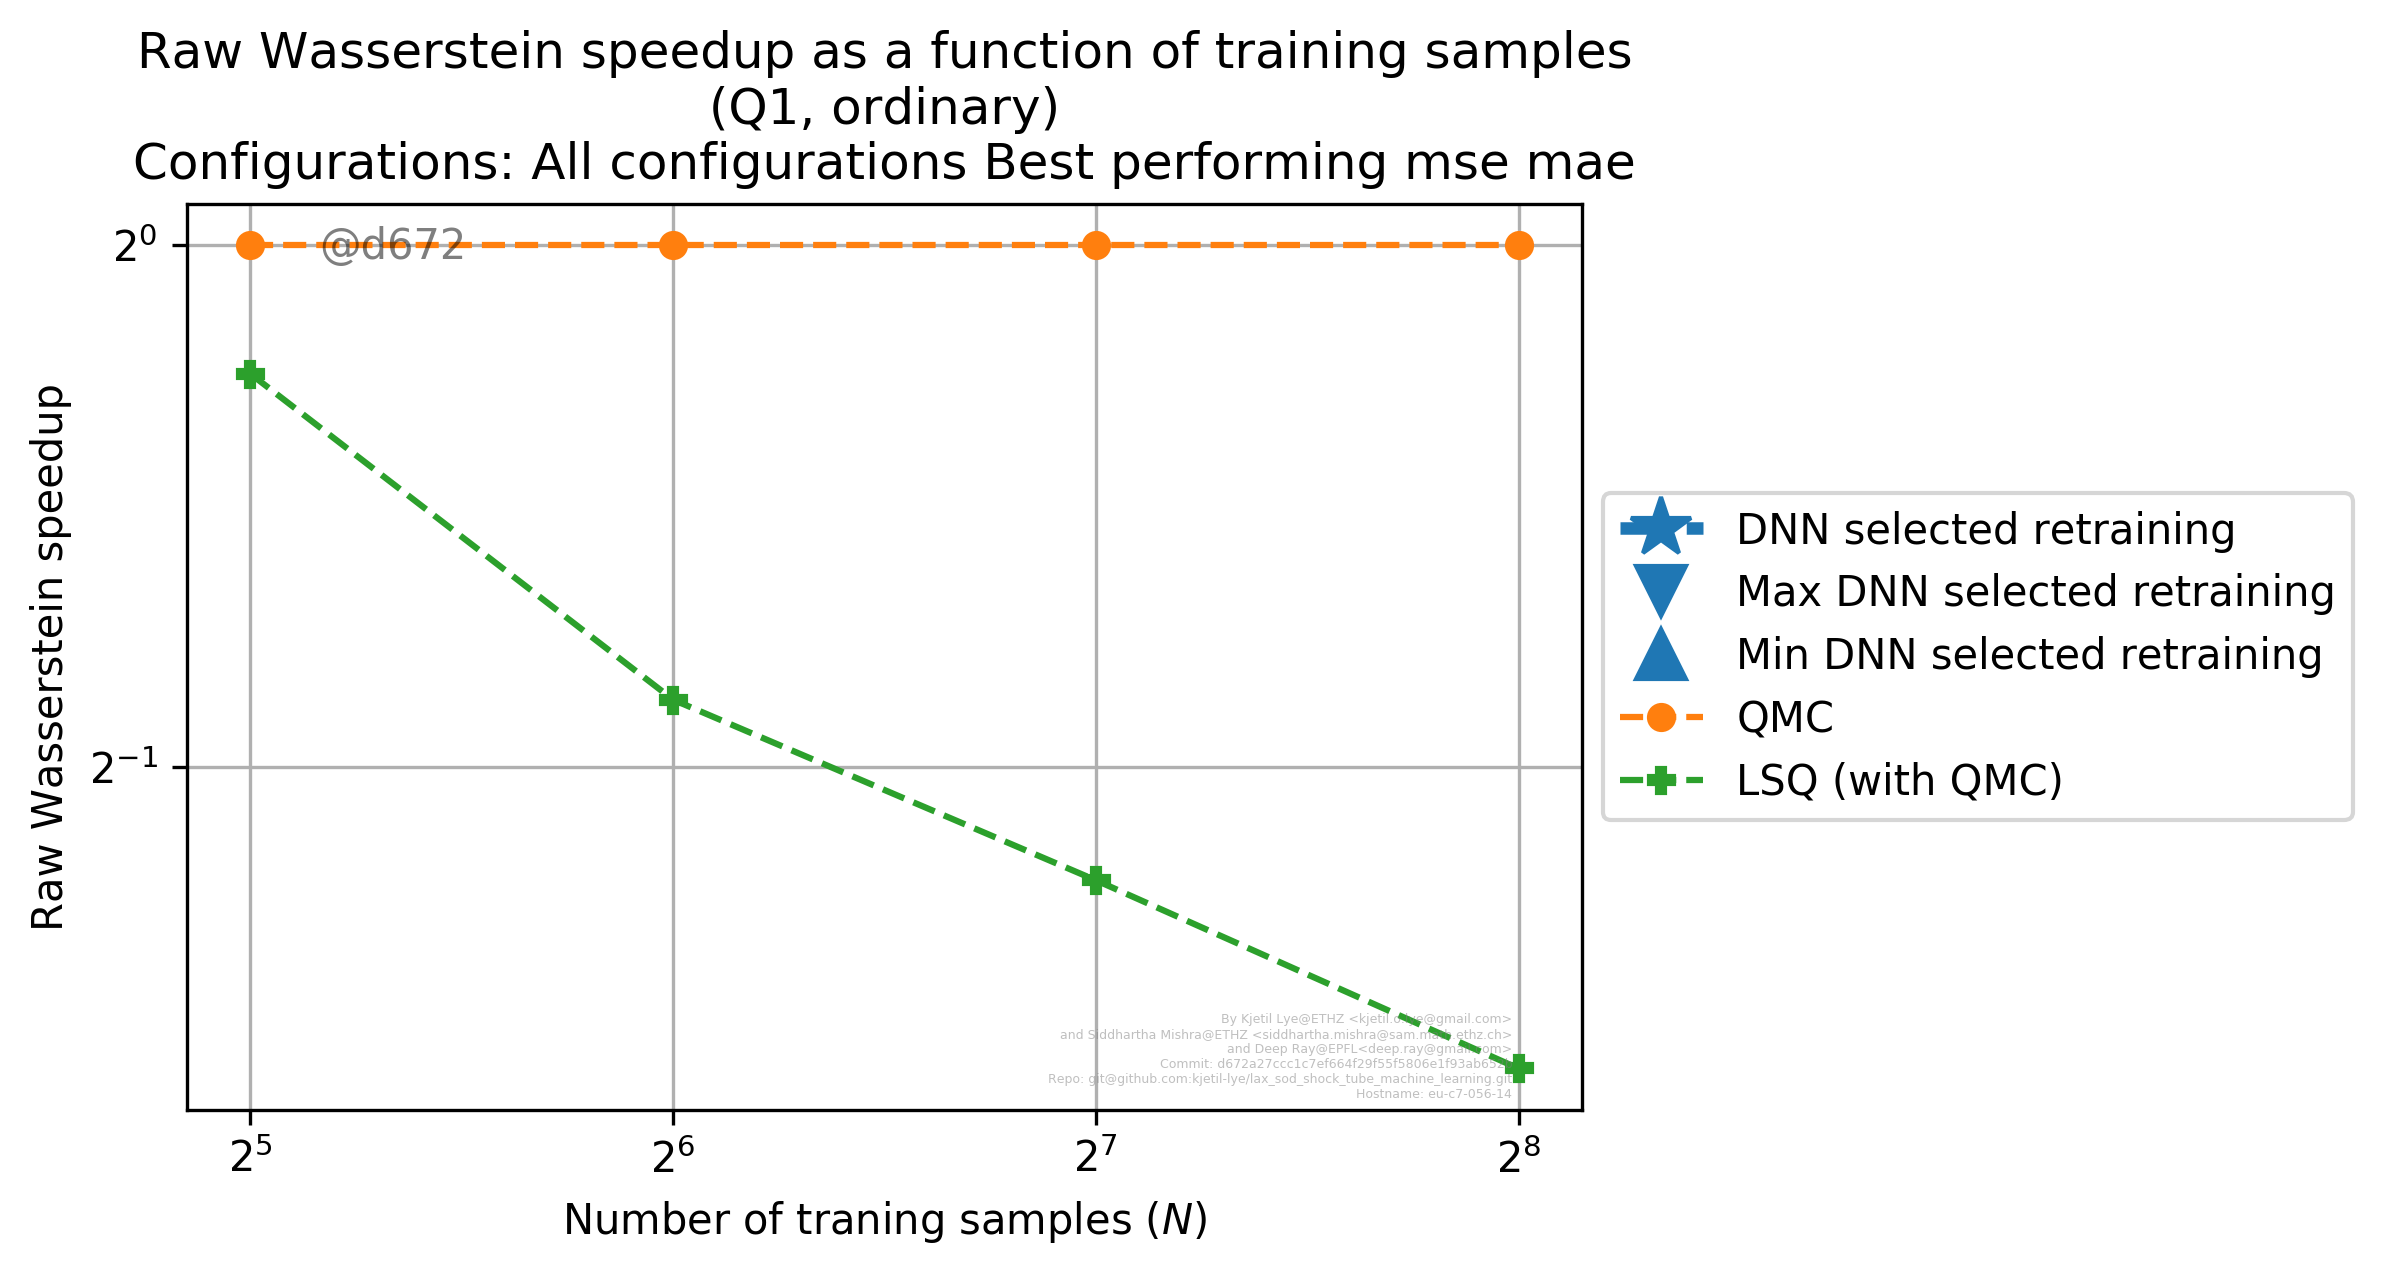 Raw Wasserstein speedup as a function of training samples
(Q1, ordinary)
Configurations: All configurations Best performing mse mae
2⁰
@d672
Raw Wasserstein speedup
2⁻¹
DNN selected retraining
Max DNN selected retraining
Min DNN selected retraining
QMC
LSQ (with QMC)
By Kjetil Lye@ETHZ
and Siddhartha Mishra@ETHZ <siddhartha.mishra@sam.math.ethz.ch>
and Deep Ray@EPFL<deep.ray@gmail.com>
Commit:
Repo: git@github.com:kjetil-lye/lax_sod_shock_tube_machine_learning.git
Hostname: eu-c7-056-14
2⁵
2⁶
2⁷
2⁸
Number of traning samples (N)